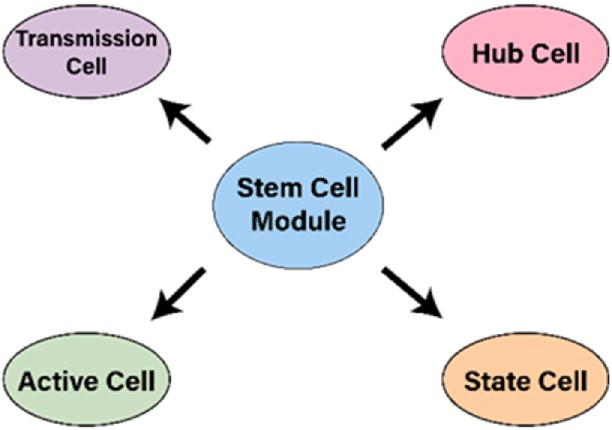 Transmission
Cell
Hub Cell
Stem Cell
Module
Active Cell
State Cell